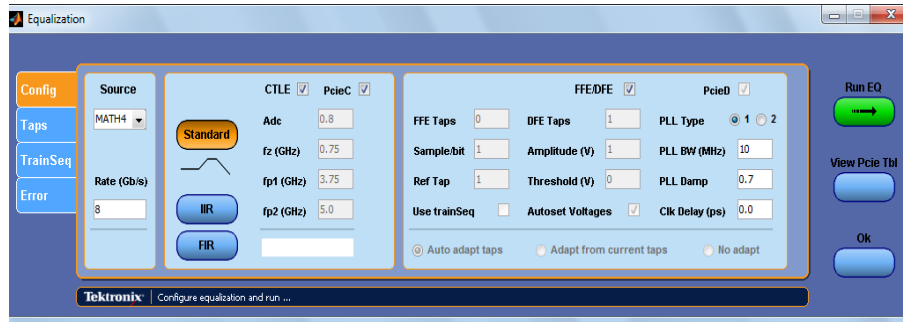 Equalization
Config
Taps
TrainSeq
Error
Source
MATH4
Rate (Gb/s)
8
Standard
IIR
FIR
CTLE PcieC
Adc 0.8
fz (GHz) 0.75
fp1 (GHz) 3.75
fp2 (GHz) 5.0
FFE/DFE PcieD
FFE Taps 0 DFE Taps 1 PLL Type 1 2
Sample/bit 1 Amplitude (V) 1 PLL BW (MHz) 10
Ref Tap 1 Threshold (V) 0 PLL Damp 0.7
Use trainSeq Autoset Voltages Clk Delay (ps) 0.0
Auto adapt taps Adapt from current taps No adapt
Run EQ
View Pcie Tbl
Ok
Tektronix Configure equalization and run ...